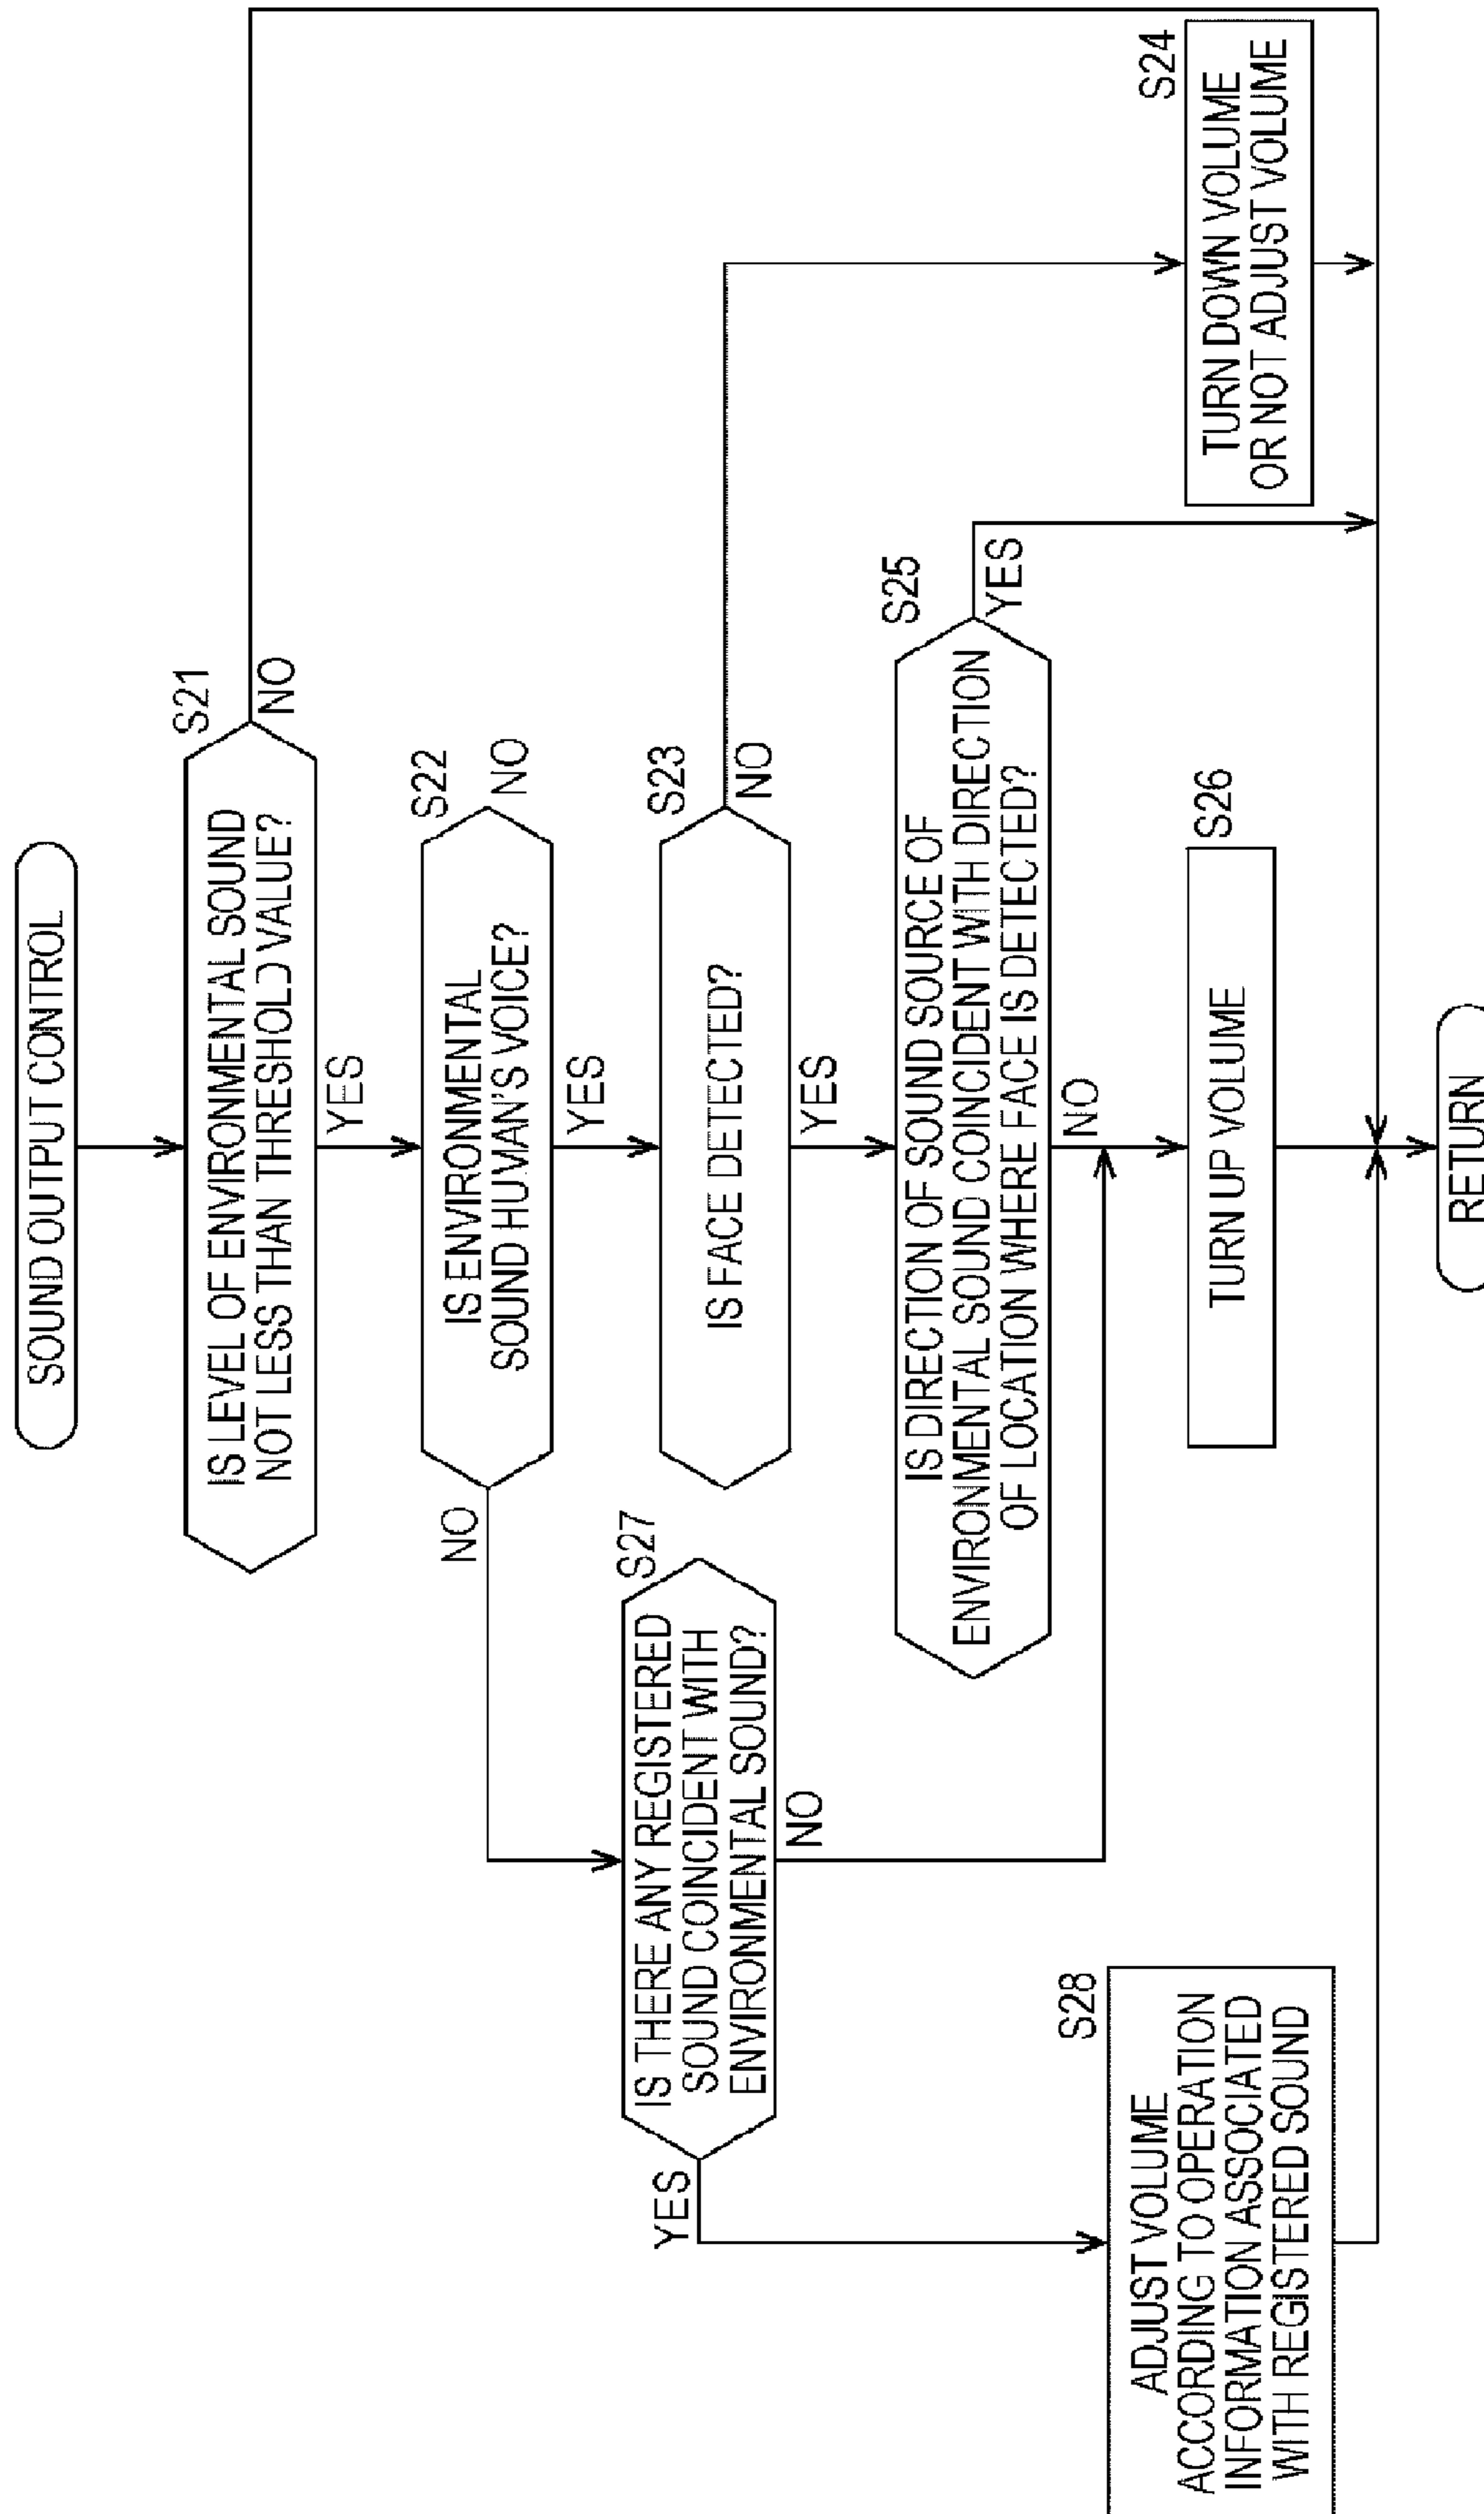 SOUND OUTPUT CONTROL
S21
IS LEVEL OF ENVIRONMENTAL SOUND
NOT LESS THAN THRESHOLD VALUE?
NO
YES
S22
IS ENVIRONMENTAL
SOUND HUMAN'S VOICE?
NO
NO
YES
S23
IS FACE DETECTED?
NO
YES
S27
IS THERE ANY REGISTERED
SOUND COINCIDENT WITH
ENVIRONMENTAL SOUND?
YES
NO
S25
IS DIRECTION OF SOUND SOURCE OF
ENVIRONMENTAL SOUND COINCIDENT WITH DIRECTION
OF LOCATION WHERE FACE IS DETECTED?
YES
NO
S28
ADJUST VOLUME
ACCORDING TO OPERATION
INFORMATION ASSOCIATED
WITH REGISTERED SOUND
S26
TURN UP VOLUME
S24
TURN DOWN VOLUME
OR NOT ADJUST VOLUME
RETURN